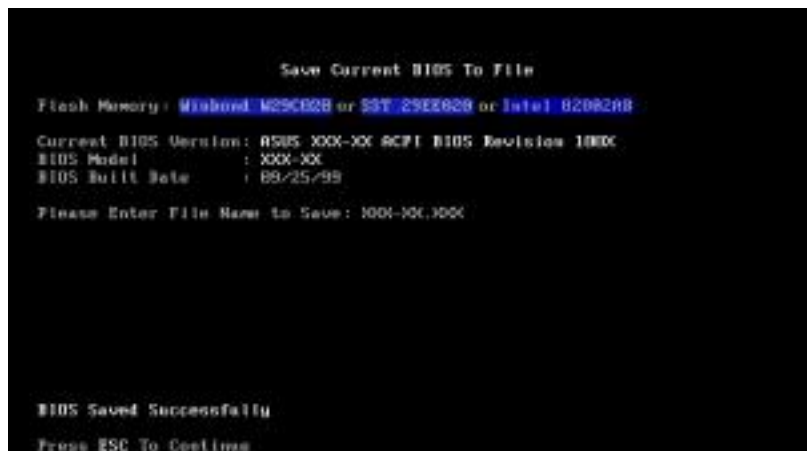 Save Current BIOS To File
Flash Memory: Winbond W29C020 or SST 29EE020 or Intel 82802AB
Current BIOS Version: ASUS XXX-XX ACPI BIOS Revision 100X
BIOS Model : XXX-XX
BIOS Built Date : 09/25/99
Please Enter File Name to Save: XXX-XX.XXX
BIOS Saved Successfully
Press ESC To Continue